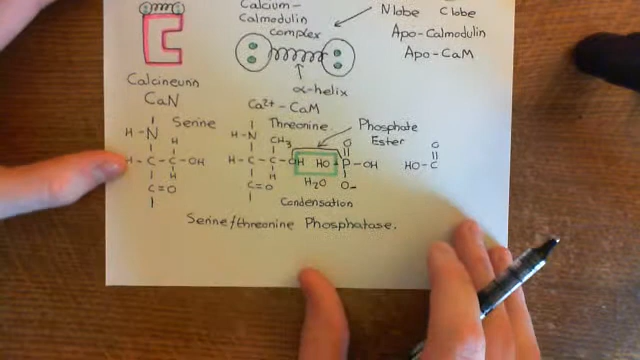 Calcium-
Calmodulin
complex
N lobe C lobe
Apo-Calmodulin
Apo-CaM
Calcineurin
CaN
α-helix
Ca2+-CaM
Serine
Threonine
Phosphate
Ester
H-N
H
H-C-C-OH
H
C=O
H-N
CH3
H-C-C-OH HO-P-OH
H
C=O
O
O-
H2O
O
HO-C
Condensation
Serine/threonine Phosphatase.